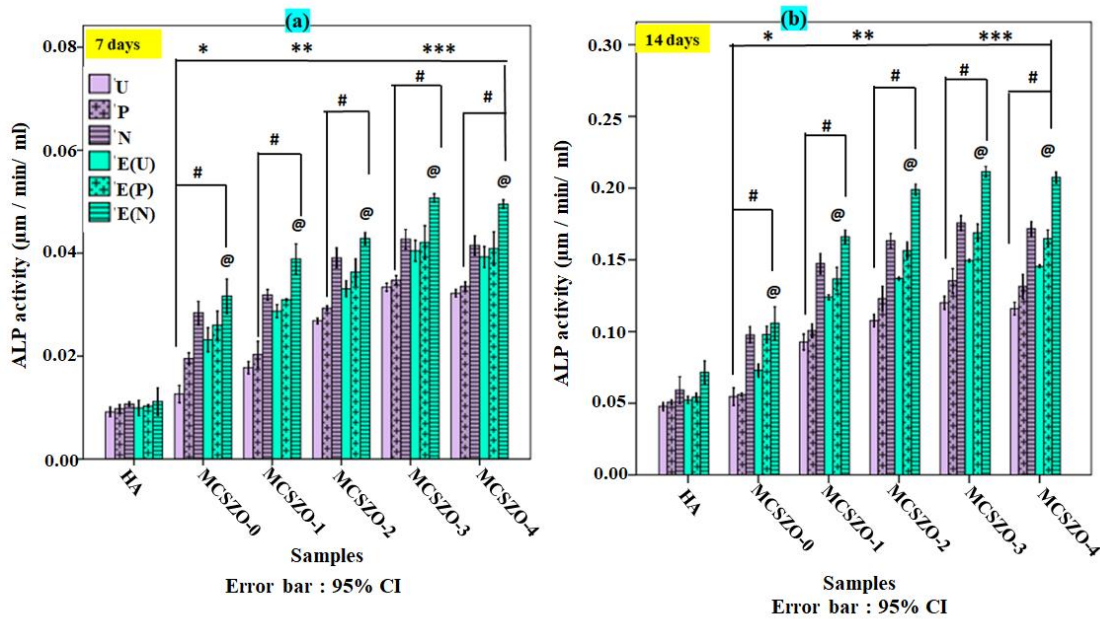 (a)
7 days
* ** ***
0.08
0.06
0.04
0.02
0.00
ALP activity (µm / min/ ml)
'U
'P
'N
'E(U)
'E(P)
'E(N)
# # # # #
@ @ @ @ @
HA MCSZO-0 MCSZO-1 MCSZO-2 MCSZO-3 MCSZO-4
Samples
Error bar : 95% CI
(b)
14 days
* ** ***
0.30
0.25
0.20
0.15
0.10
0.05
0.00
ALP activity (µm / min/ ml)
# # # # #
@ @ @ @ @
HA MCSZO-0 MCSZO-1 MCSZO-2 MCSZO-3 MCSZO-4
Samples
Error bar : 95% CI